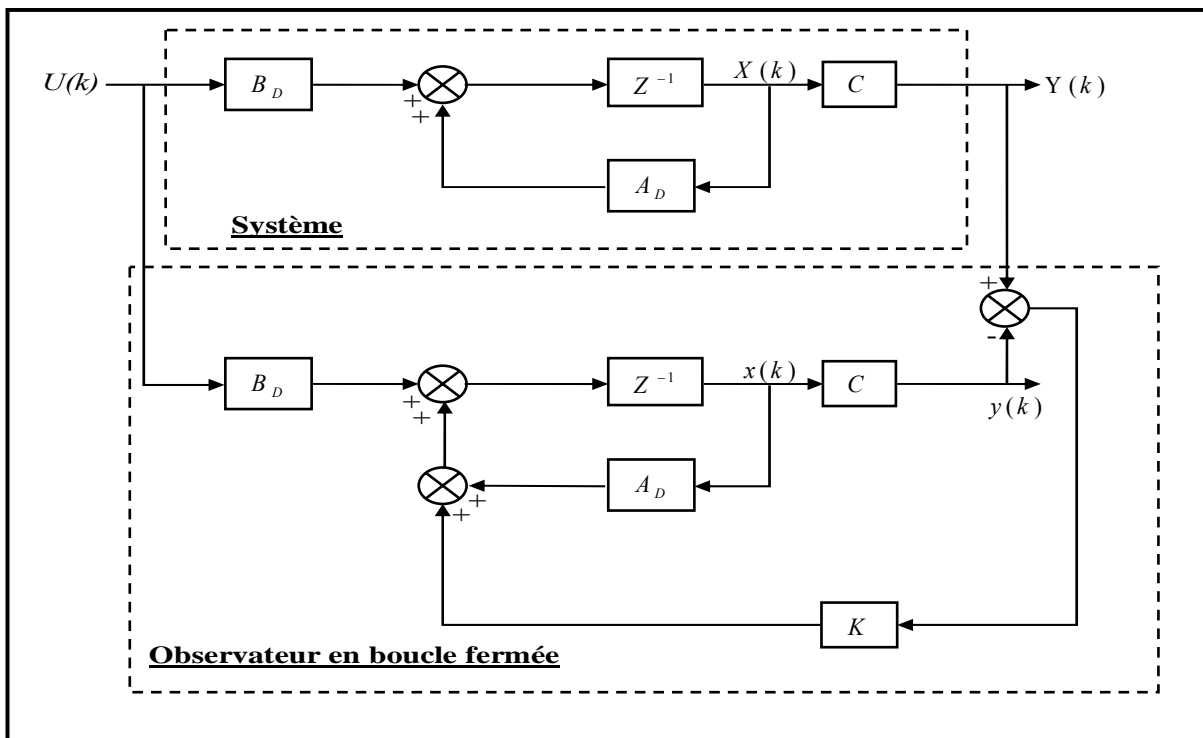 U(k) B_D + + Z⁻¹ X(k) C Y(k)
A_D
Système
+
-
B_D + + Z⁻¹ x(k) C y(k)
A_D + +
K
Observateur en boucle fermée